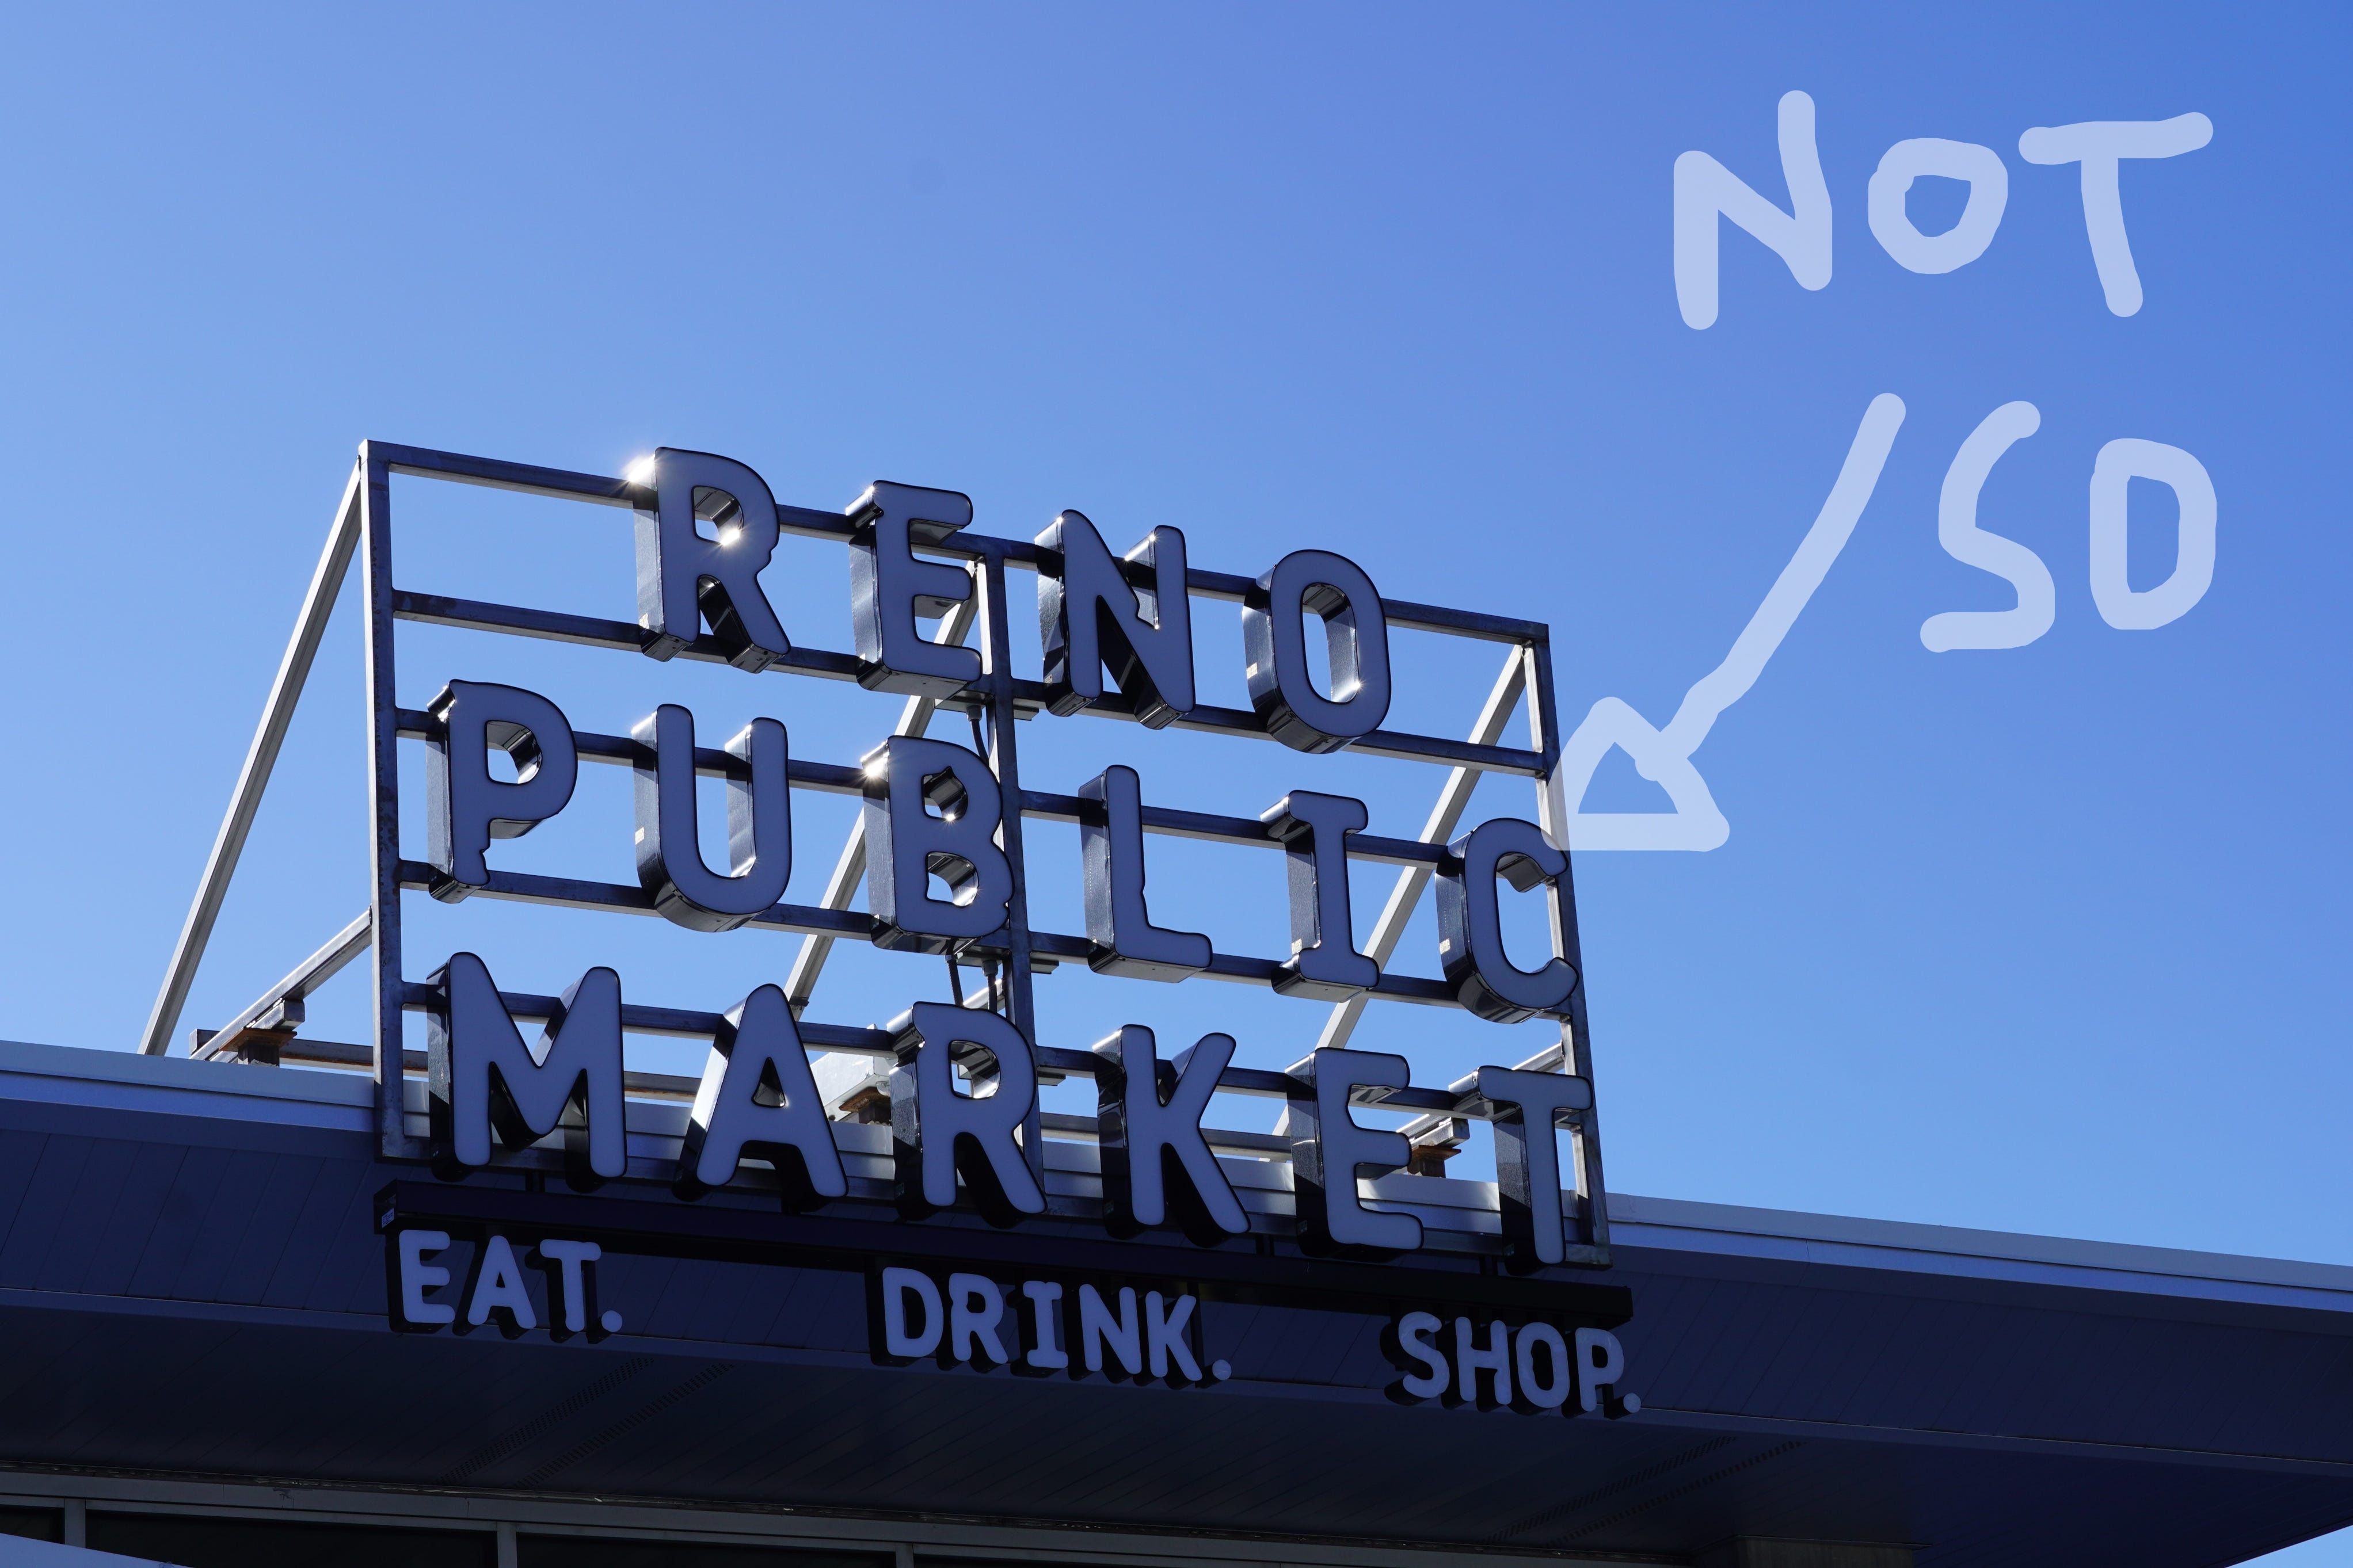 NOT
SO
RENO
PUBLIC
MARKET
EAT. DRINK. SHOP.